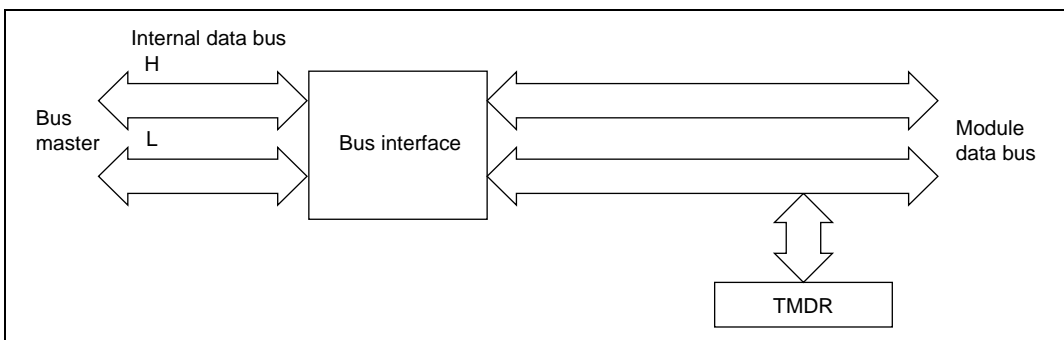 Internal data bus
H
Bus
master
L
Bus interface
Module
data bus
TMDR